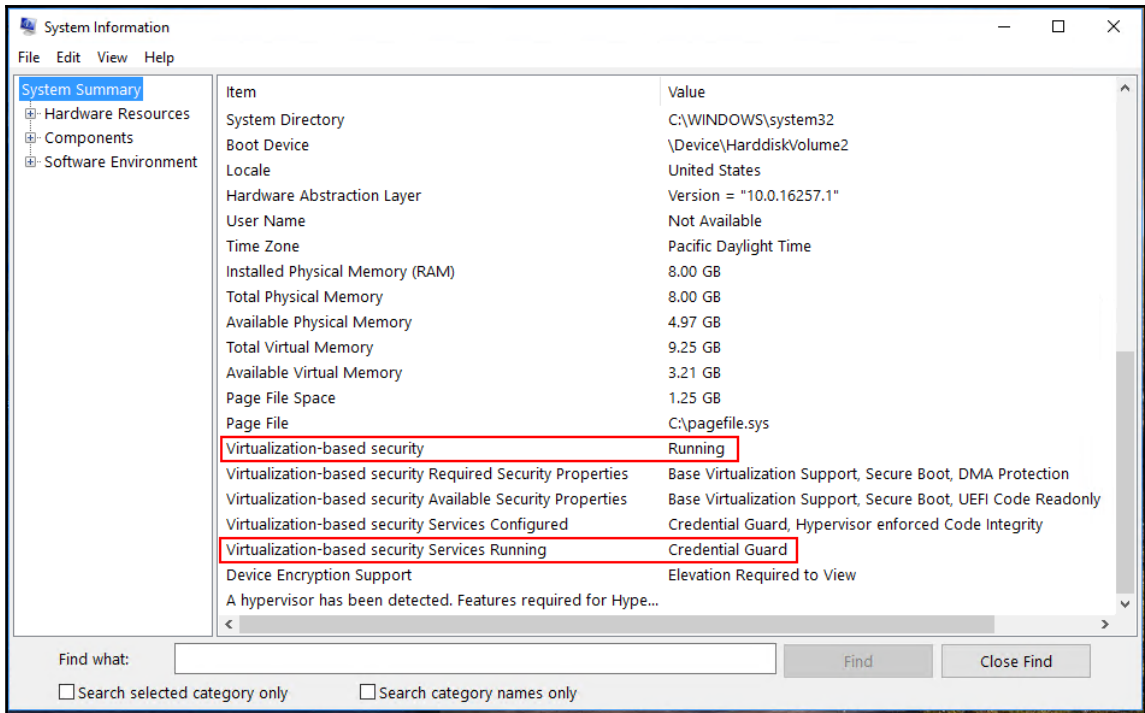 System Information
File Edit View Help
System Summary
Hardware Resources
Components
Software Environment
Item Value
System Directory C:\WINDOWS\system32
Boot Device \Device\HarddiskVolume2
Locale United States
Hardware Abstraction Layer Version = "10.0.16257.1"
User Name Not Available
Time Zone Pacific Daylight Time
Installed Physical Memory (RAM) 8.00 GB
Total Physical Memory 8.00 GB
Available Physical Memory 4.97 GB
Total Virtual Memory 9.25 GB
Available Virtual Memory 3.21 GB
Page File Space 1.25 GB
Page File C:\pagefile.sys
Virtualization-based security Running
Virtualization-based security Required Security Properties Base Virtualization Support, Secure Boot, DMA Protection
Virtualization-based security Available Security Properties Base Virtualization Support, Secure Boot, UEFI Code Readonly
Virtualization-based security Services Configured Credential Guard, Hypervisor enforced Code Integrity
Virtualization-based security Services Running Credential Guard
Device Encryption Support Elevation Required to View
A hypervisor has been detected. Features required for Hype...
Find what: Find Close Find
Search selected category only Search category names only